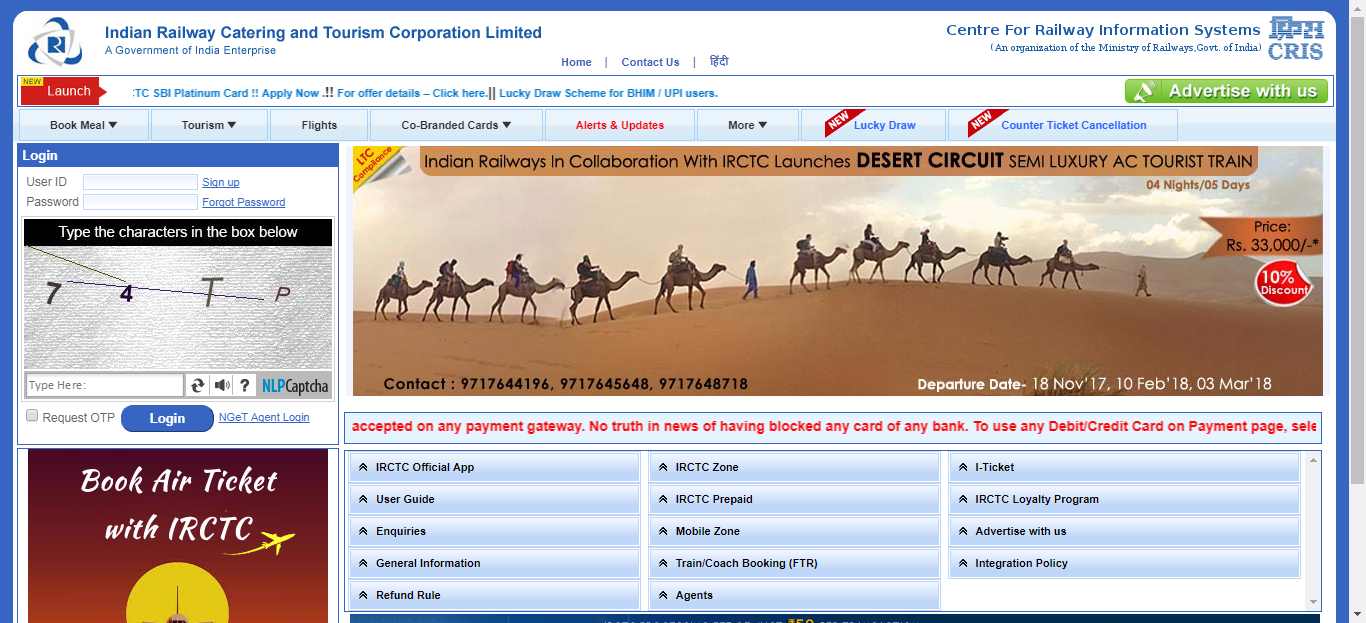 Indian Railway Catering and Tourism Corporation Limited
A Government of India Enterprise
Centre For Railway Information Systems
(An organization of the Ministry of Railways,Govt. of India)
CRIS
Home | Contact Us | हिंदी
NEW
Launch
TC SBI Platinum Card !! Apply Now .!! For offer details – Click here.|| Lucky Draw Scheme for BHIM / UPI users.
Advertise with us
Book Meal Tourism Flights Co-Branded Cards Alerts & Updates More NEW Lucky Draw NEW Counter Ticket Cancellation
Login
User ID Sign up
Password Forgot Password
Type the characters in the box below
7 4 T P
Type Here: ? NLPCaptcha
Request OTP Login NGeT Agent Login
Book Air Ticket
with IRCTC
LTC
Compliance
Indian Railways In Collaboration With IRCTC Launches DESERT CIRCUIT SEMI LUXURY AC TOURIST TRAIN
04 Nights/05 Days
Price:
Rs. 33,000/-*
10%
Discount
Contact : 9717644196, 9717645648, 9717648718
Departure Date- 18 Nov'17, 10 Feb'18, 03 Mar'18
accepted on any payment gateway. No truth in news of having blocked any card of any bank. To use any Debit/Credit Card on Payment page, sele
IRCTC Official App IRCTC Zone I-Ticket
User Guide IRCTC Prepaid IRCTC Loyalty Program
Enquiries Mobile Zone Advertise with us
General Information Train/Coach Booking (FTR) Integration Policy
Refund Rule Agents